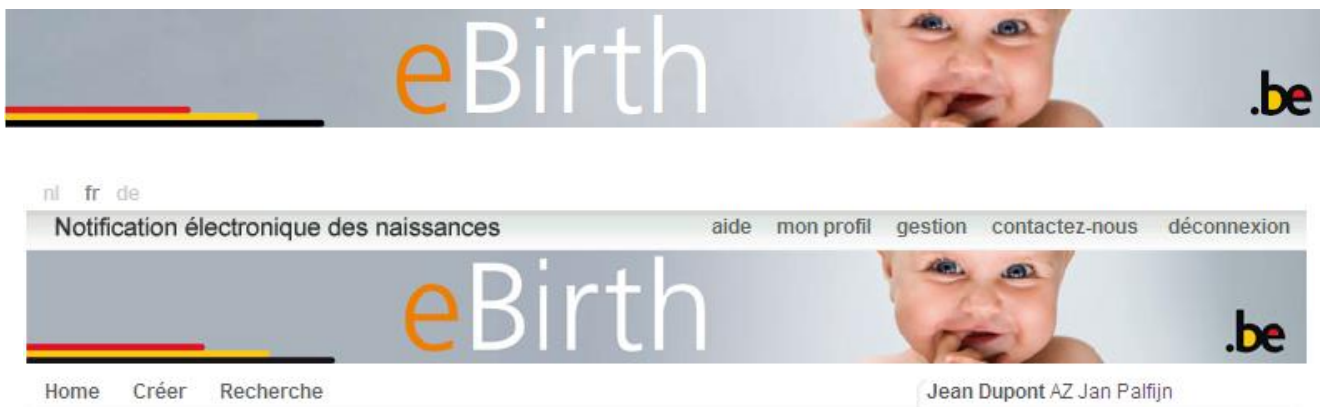 eBirth
.be
nl fr de
Notification électronique des naissances aide mon profil gestion contactez-nous déconnexion
eBirth
.be
Home Créer Recherche Jean Dupont AZ Jan Palfijn